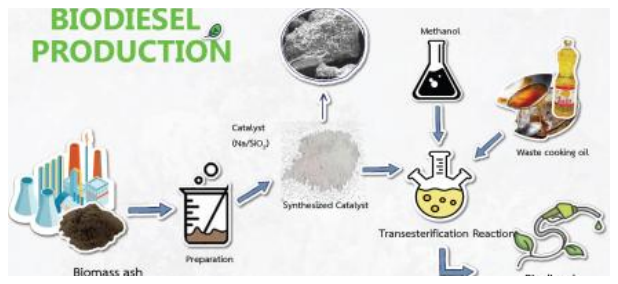 BIODIESEL
PRODUCTION
Methanol
Catalyst
(Na/SiO2)
Waste cooking oil
Synthesized Catalyst
Transesterification Reaction
Preparation
Biomass ash